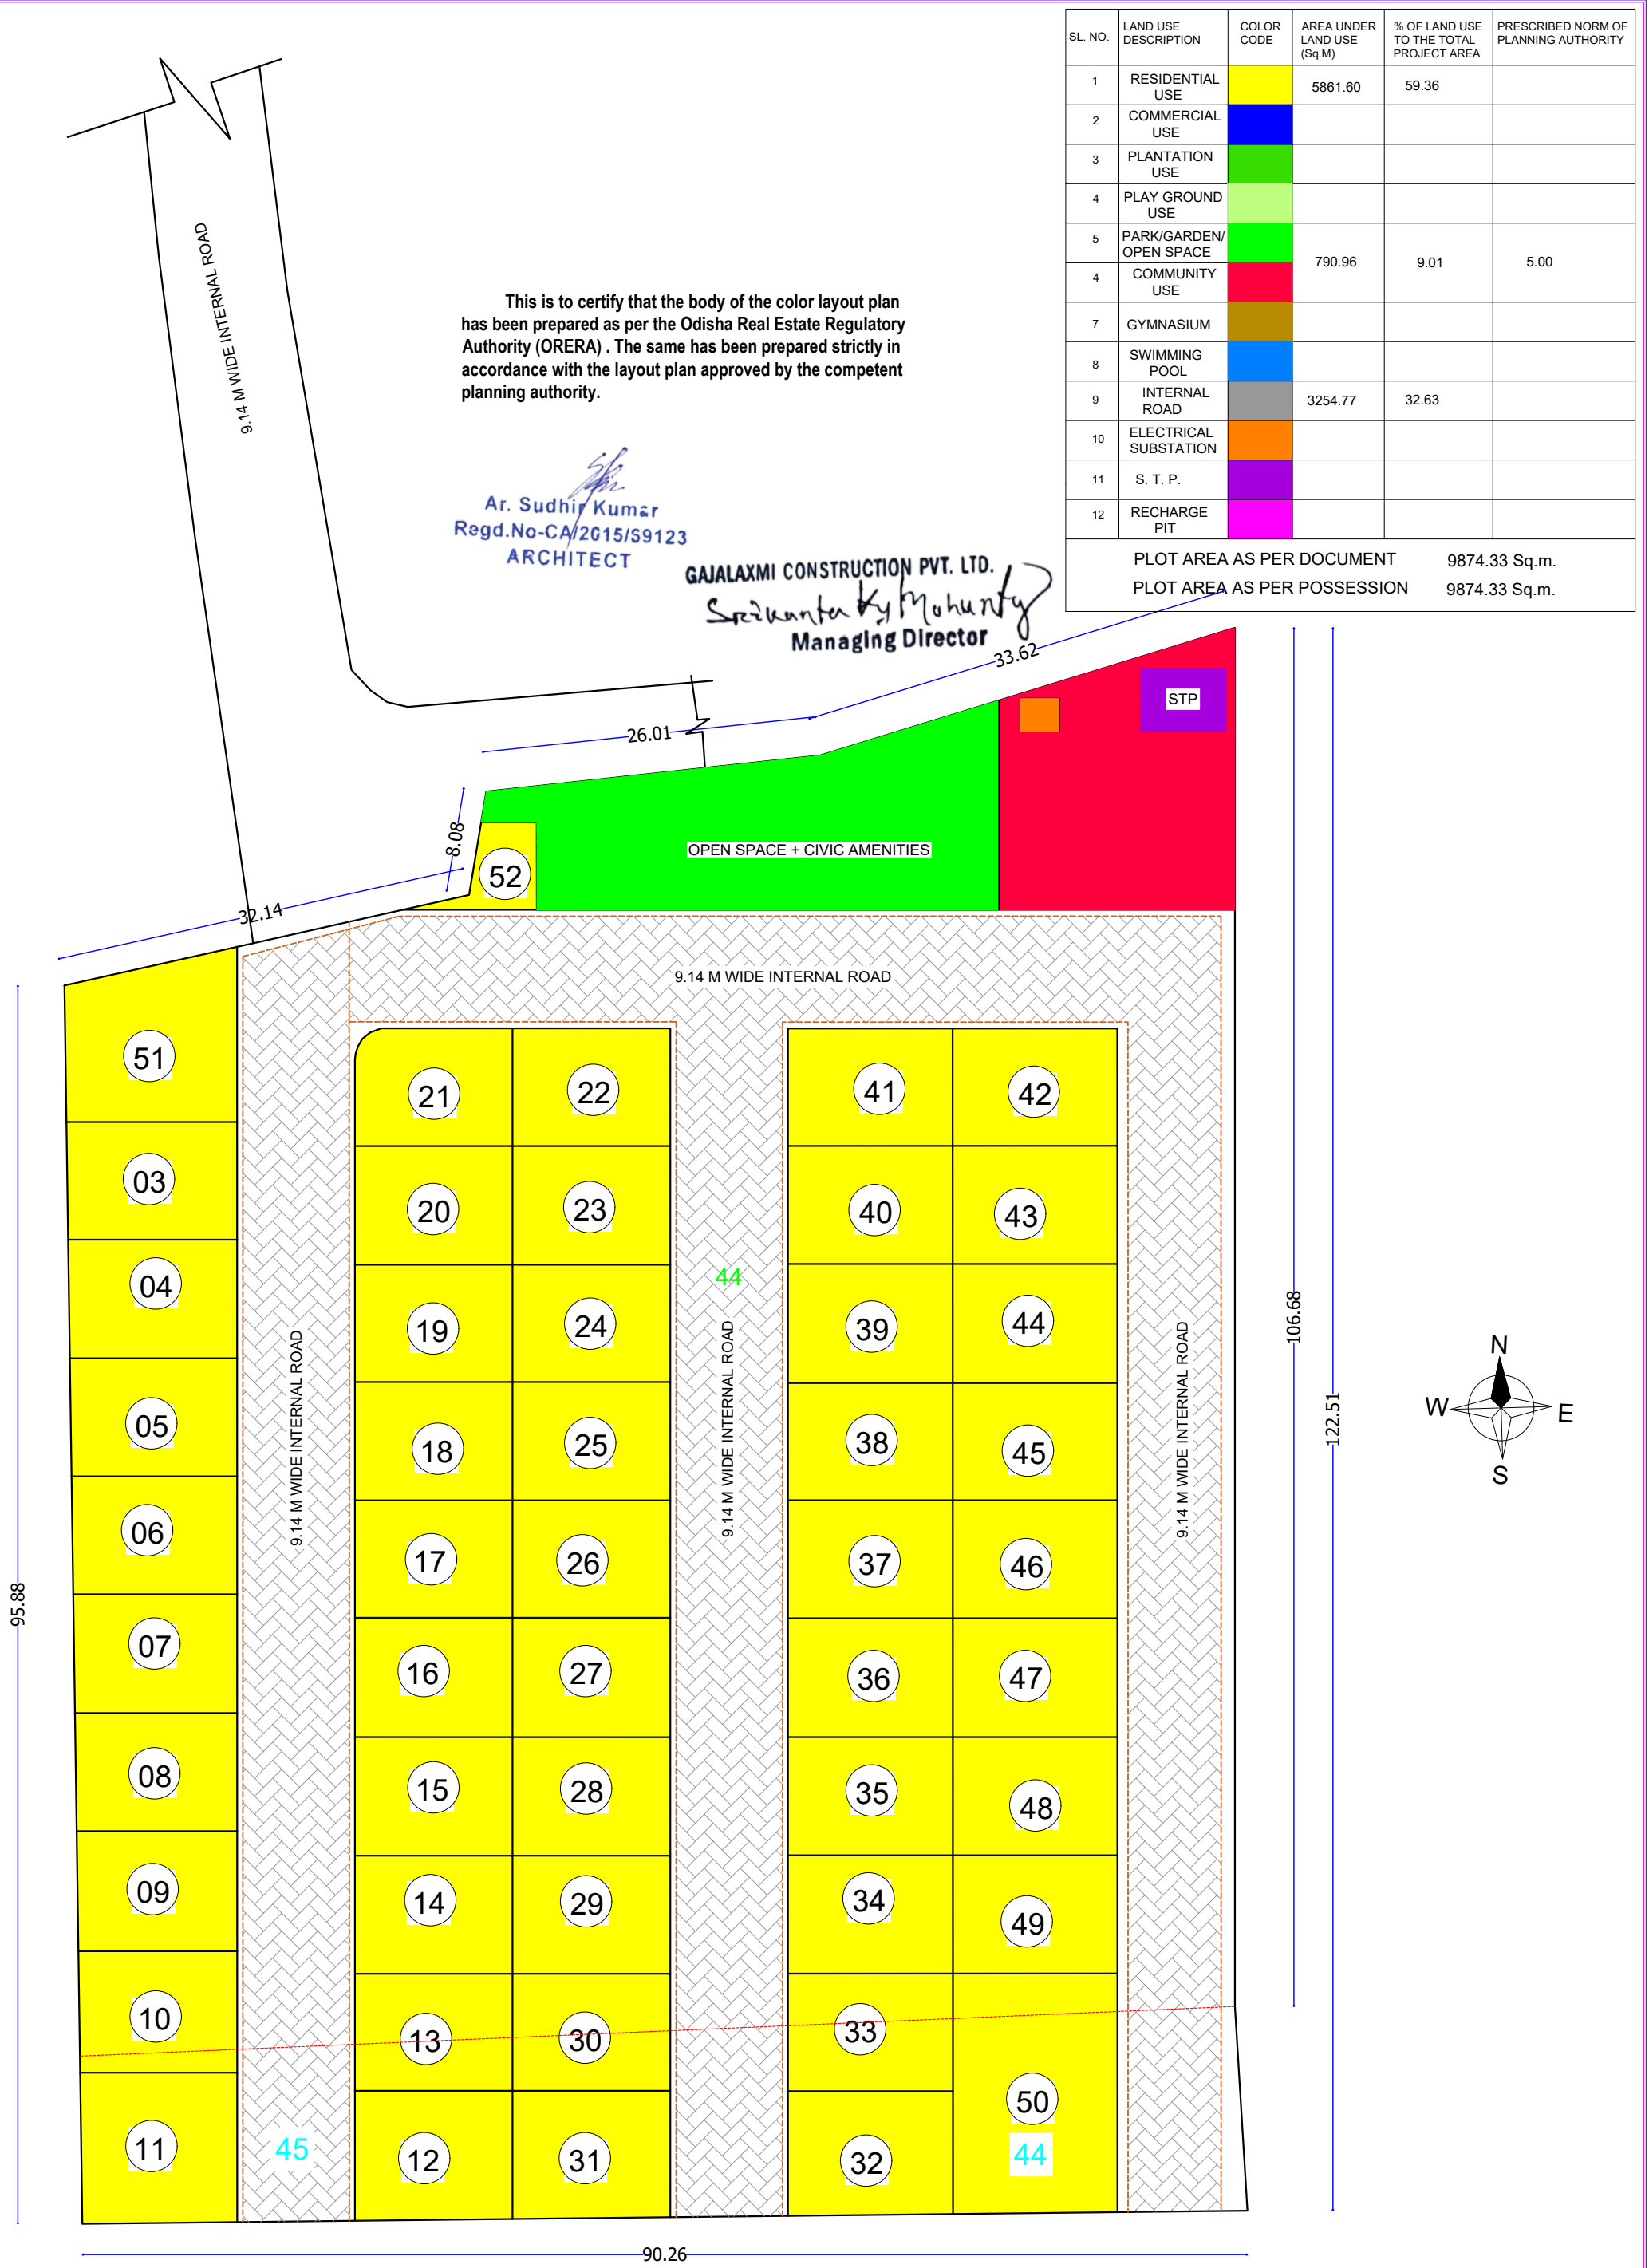 SL. NO. LAND USE DESCRIPTION COLOR CODE AREA UNDER LAND USE (Sq.M) % OF LAND USE TO THE TOTAL PROJECT AREA PRESCRIBED NORM OF PLANNING AUTHORITY
1 RESIDENTIAL USE 5861.60 59.36
2 COMMERCIAL USE
3 PLANTATION USE
4 PLAY GROUND USE
5 PARK/GARDEN/ OPEN SPACE 790.96 9.01 5.00
4 COMMUNITY USE
7 GYMNASIUM
8 SWIMMING POOL
9 INTERNAL ROAD 3254.77 32.63
10 ELECTRICAL SUBSTATION
11 S. T. P.
12 RECHARGE PIT
PLOT AREA AS PER DOCUMENT 9874.33 Sq.m.
PLOT AREA AS PER POSSESSION 9874.33 Sq.m.
9.14 M WIDE INTERNAL ROAD
This is to certify that the body of the color layout plan
has been prepared as per the Odisha Real Estate Regulatory
Authority (ORERA) . The same has been prepared strictly in
accordance with the layout plan approved by the competent
planning authority.
Ar. Sudhir Kumar
Regd.No-CA/2015/S9123
ARCHITECT
GAJALAXMI CONSTRUCTION PVT. LTD.
Managing Director
33.62
STP
26.01
8.08
OPEN SPACE + CIVIC AMENITIES
52
32.14
9.14 M WIDE INTERNAL ROAD
51
21 22 41 42
03
20 23 40 43
04
44
19 24 39 44
106.68
9.14 M WIDE INTERNAL ROAD
9.14 M WIDE INTERNAL ROAD
9.14 M WIDE INTERNAL ROAD
N
W E
S
122.51
05
18 25 38 45
06
17 26 37 46
95.88
07
16 27 36 47
08
15 28 35 48
09
14 29 34 49
10
13 30 33
50
11 45 12 31 32 44
90.26